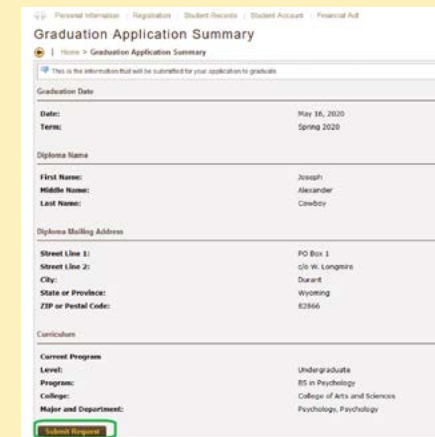 Personal Information | Registration | Student Records | Student Account | Financial Aid
Graduation Application Summary
| Home > Graduation Application Summary
This is the information that will be submitted for your application to graduate.
Graduation Date
Date: May 16, 2020
Term: Spring 2020
Diploma Name
First Name: Joseph
Middle Name: Alexander
Last Name: Cowboy
Diploma Mailing Address
Street Line 1: PO Box 1
Street Line 2: c/o W. Longmire
City: Durant
State or Province: Wyoming
ZIP or Postal Code: 82866
Curriculum
Current Program
Level: Undergraduate
Program: BS in Psychology
College: College of Arts and Sciences
Major and Department: Psychology, Psychology
Submit Request